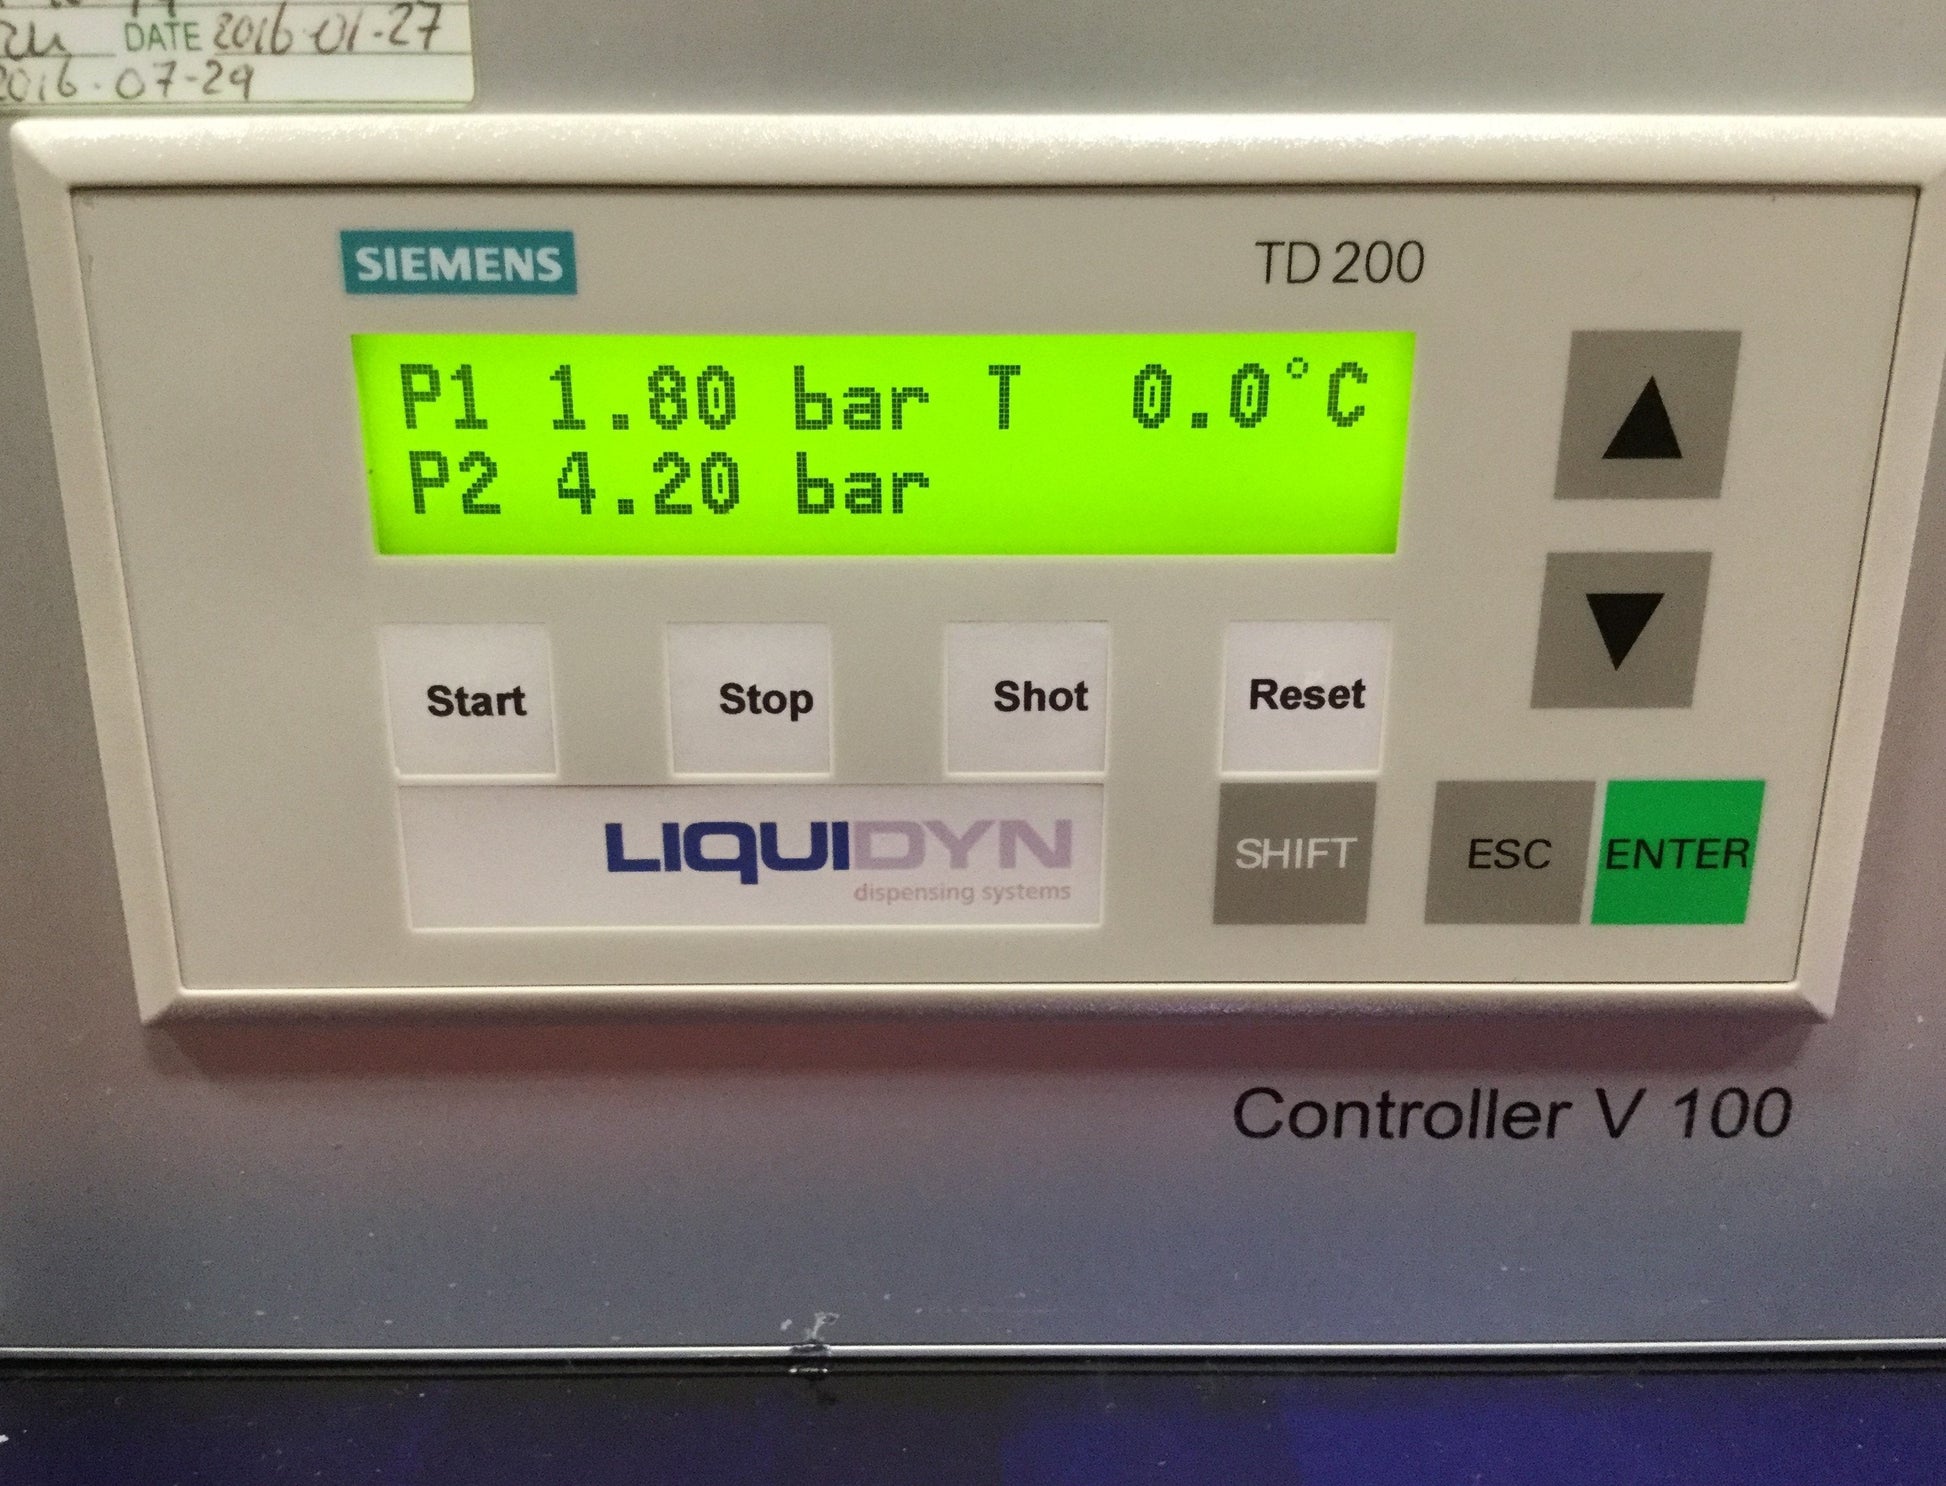 DATE 2016-01-27
2016-07-29
SIEMENS
TD 200
P1 1.80 bar T 0.0°C
P2 4.20 bar
Start Stop Shot Reset
LIQUIDYN
dispensing systems
SHIFT ESC ENTER
Controller V 100